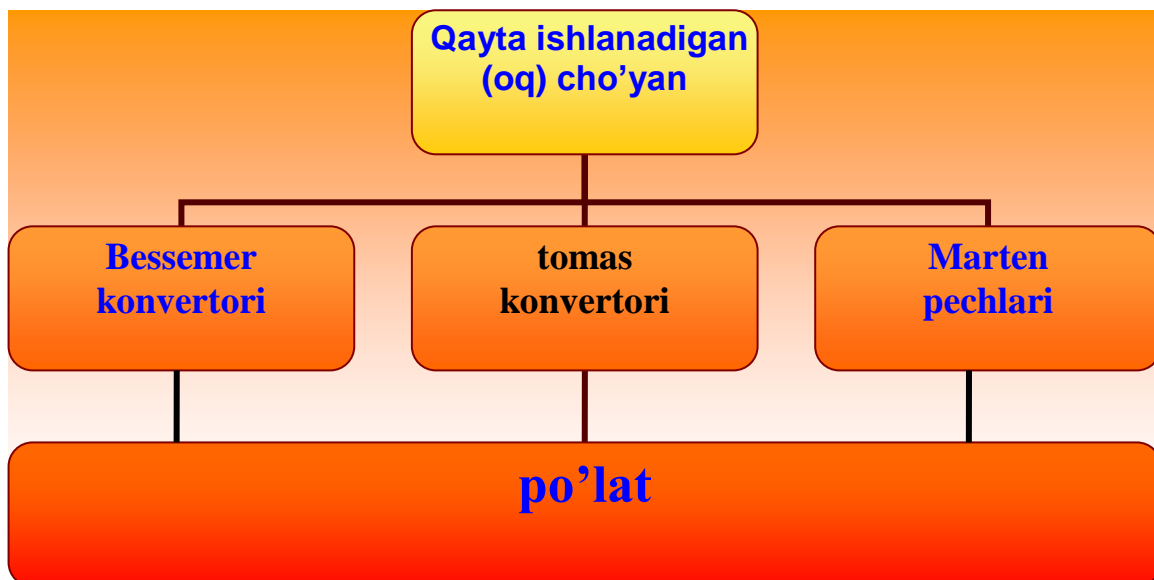 Qayta ishlanadigan
(oq) cho’yan
Bessemer
konvertori
tomas
konvertori
Marten
pechlari
po’lat